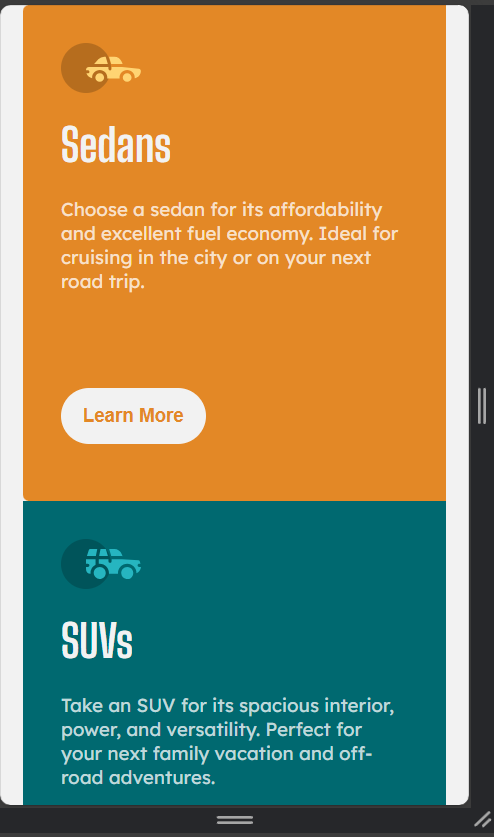 Sedans
Choose a sedan for its affordability
and excellent fuel economy. Ideal for
cruising in the city or on your next
road trip.
Learn More
SUVs
Take an SUV for its spacious interior,
power, and versatility. Perfect for
your next family vacation and off-
road adventures.